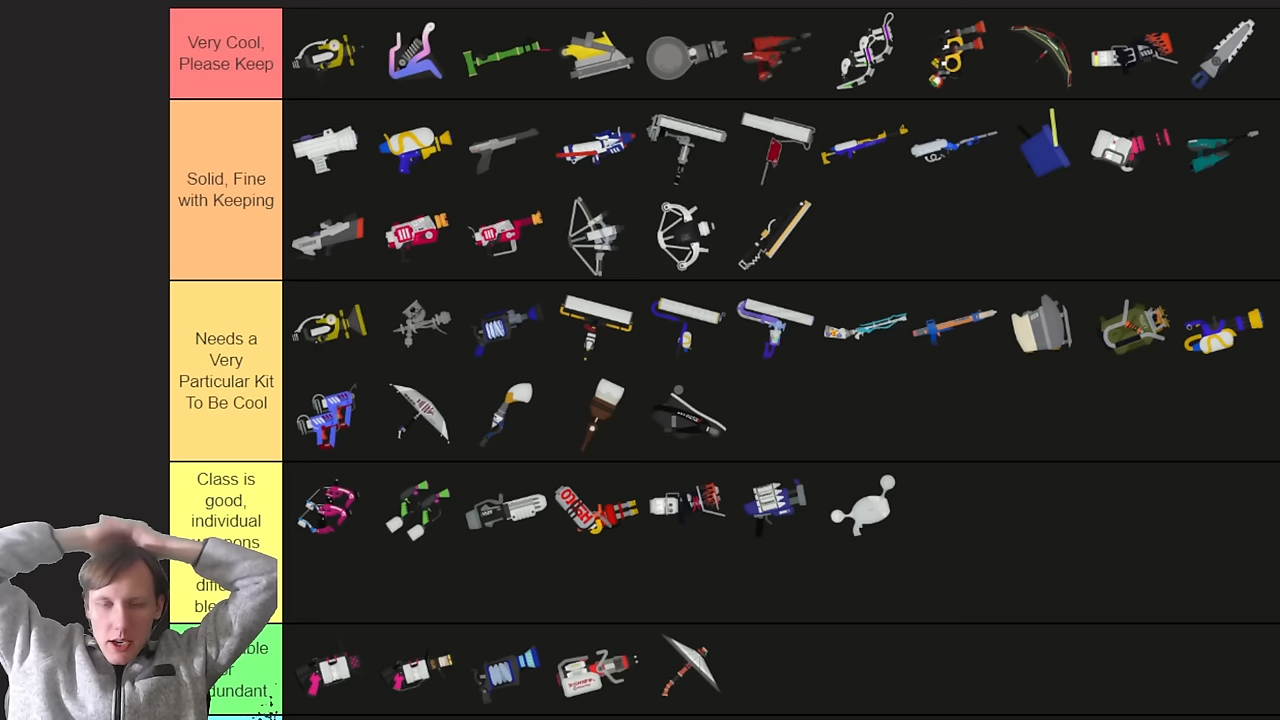 Very Cool,
Please Keep
Solid, Fine
with Keeping
Needs a
Very
Particular Kit
To Be Cool
Class is
good,
individual